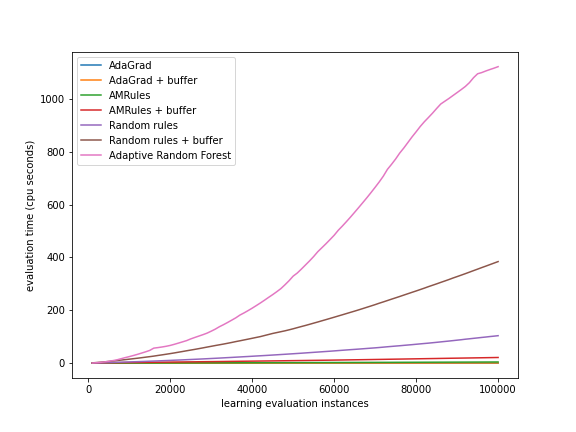 AdaGrad
AdaGrad + buffer
AMRules
AMRules + buffer
Random rules
Random rules + buffer
Adaptive Random Forest
evaluation time (cpu seconds)
1000
800
600
400
200
0
0 20000 40000 60000 80000 100000
learning evaluation instances